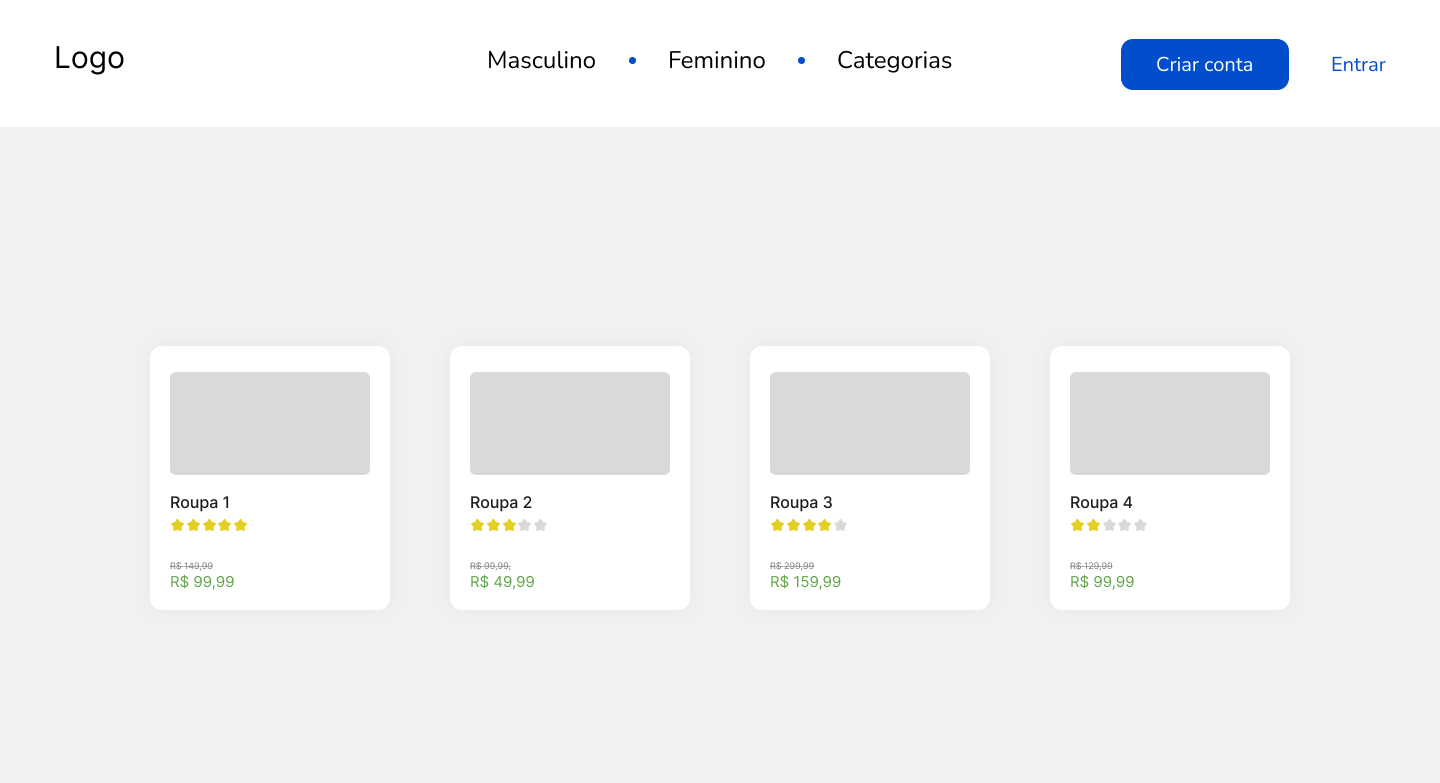 Logo
Masculino • Feminino • Categorias
Criar conta
Entrar
Roupa 1
R$ 149,99
R$ 99,99
Roupa 2
R$ 99,99,
R$ 49,99
Roupa 3
R$ 299,99
R$ 159,99
Roupa 4
R$ 129,99
R$ 99,99